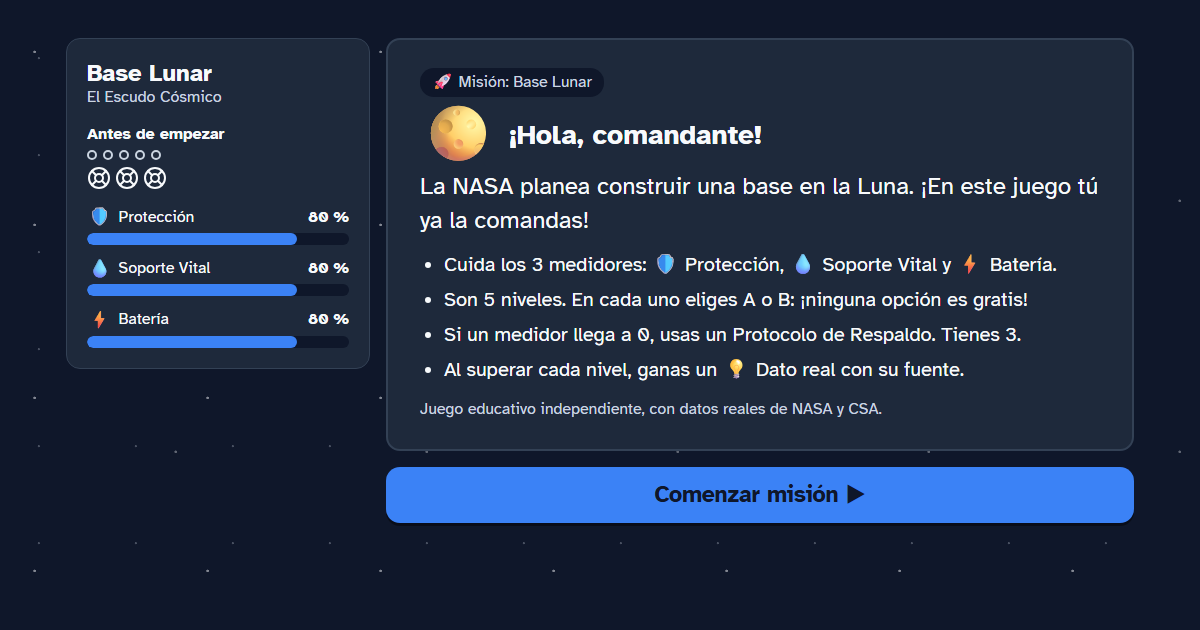 Base Lunar
El Escudo Cósmico
Antes de empezar
Protección 80 %
Soporte Vital 80 %
Batería 80 %
Misión: Base Lunar
¡Hola, comandante!
La NASA planea construir una base en la Luna. ¡En este juego tú
ya la comandas!
• Cuida los 3 medidores: 🛡️ Protección, 💧 Soporte Vital y ⚡ Batería.
• Son 5 niveles. En cada uno eliges A o B: ¡ninguna opción es gratis!
• Si un medidor llega a 0, usas un Protocolo de Respaldo. Tienes 3.
• Al superar cada nivel, ganas un 💡 Dato real con su fuente.
Juego educativo independiente, con datos reales de NASA y CSA.
Comenzar misión ▶